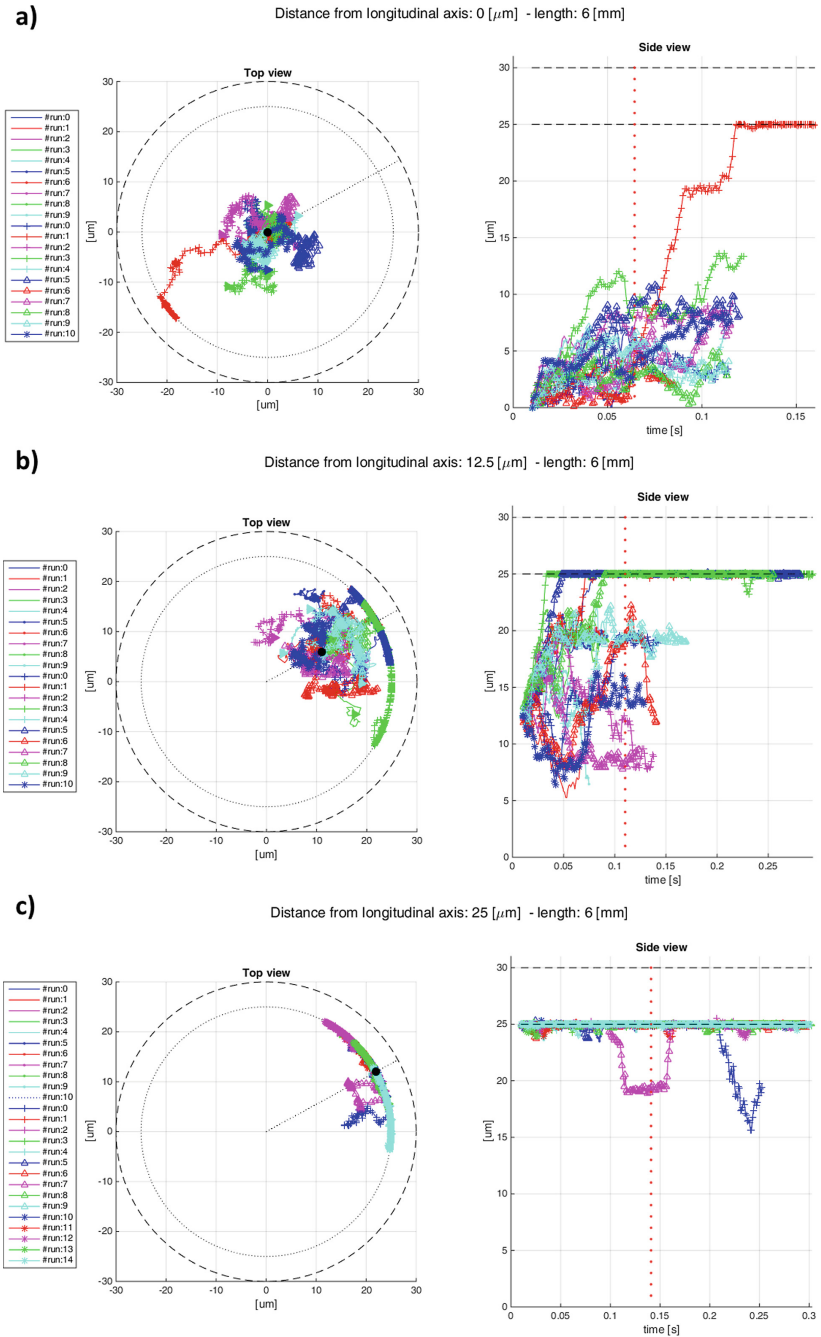 a)
Distance from longitudinal axis: 0 [μm] - length: 6 [mm]
Top view
#run:0
#run:1
#run:2
#run:3
#run:4
#run:5
#run:6
#run:7
#run:8
#run:9
#run:0
#run:1
#run:2
#run:3
#run:4
#run:5
#run:6
#run:7
#run:8
#run:9
#run:10
30
20
10
0
-10
-20
-30
[um]
-30 -20 -10 0 10 20 30
[um]
Side view
30
25
20
15
10
5
0
[um]
0 0.05 0.1 0.15
time [s]
b)
Distance from longitudinal axis: 12.5 [μm] - length: 6 [mm]
Top view
#run:0
#run:1
#run:2
#run:3
#run:4
#run:5
#run:6
#run:7
#run:8
#run:9
#run:0
#run:1
#run:2
#run:3
#run:4
#run:5
#run:6
#run:7
#run:8
#run:9
#run:10
30
20
10
0
-10
-20
-30
[um]
-30 -20 -10 0 10 20 30
[um]
Side view
30
25
20
15
10
5
0
[um]
0 0.05 0.1 0.15 0.2 0.25
time [s]
c)
Distance from longitudinal axis: 25 [μm] - length: 6 [mm]
Top view
#run:0
#run:1
#run:2
#run:3
#run:4
#run:5
#run:6
#run:7
#run:8
#run:9
#run:10
#run:0
#run:1
#run:2
#run:3
#run:4
#run:5
#run:6
#run:7
#run:8
#run:9
#run:10
#run:11
#run:12
#run:13
#run:14
30
20
10
0
-10
-20
-30
[um]
-30 -20 -10 0 10 20 30
[um]
Side view
30
25
20
15
10
5
0
[um]
0 0.05 0.1 0.15 0.2 0.25 0.3
time [s]